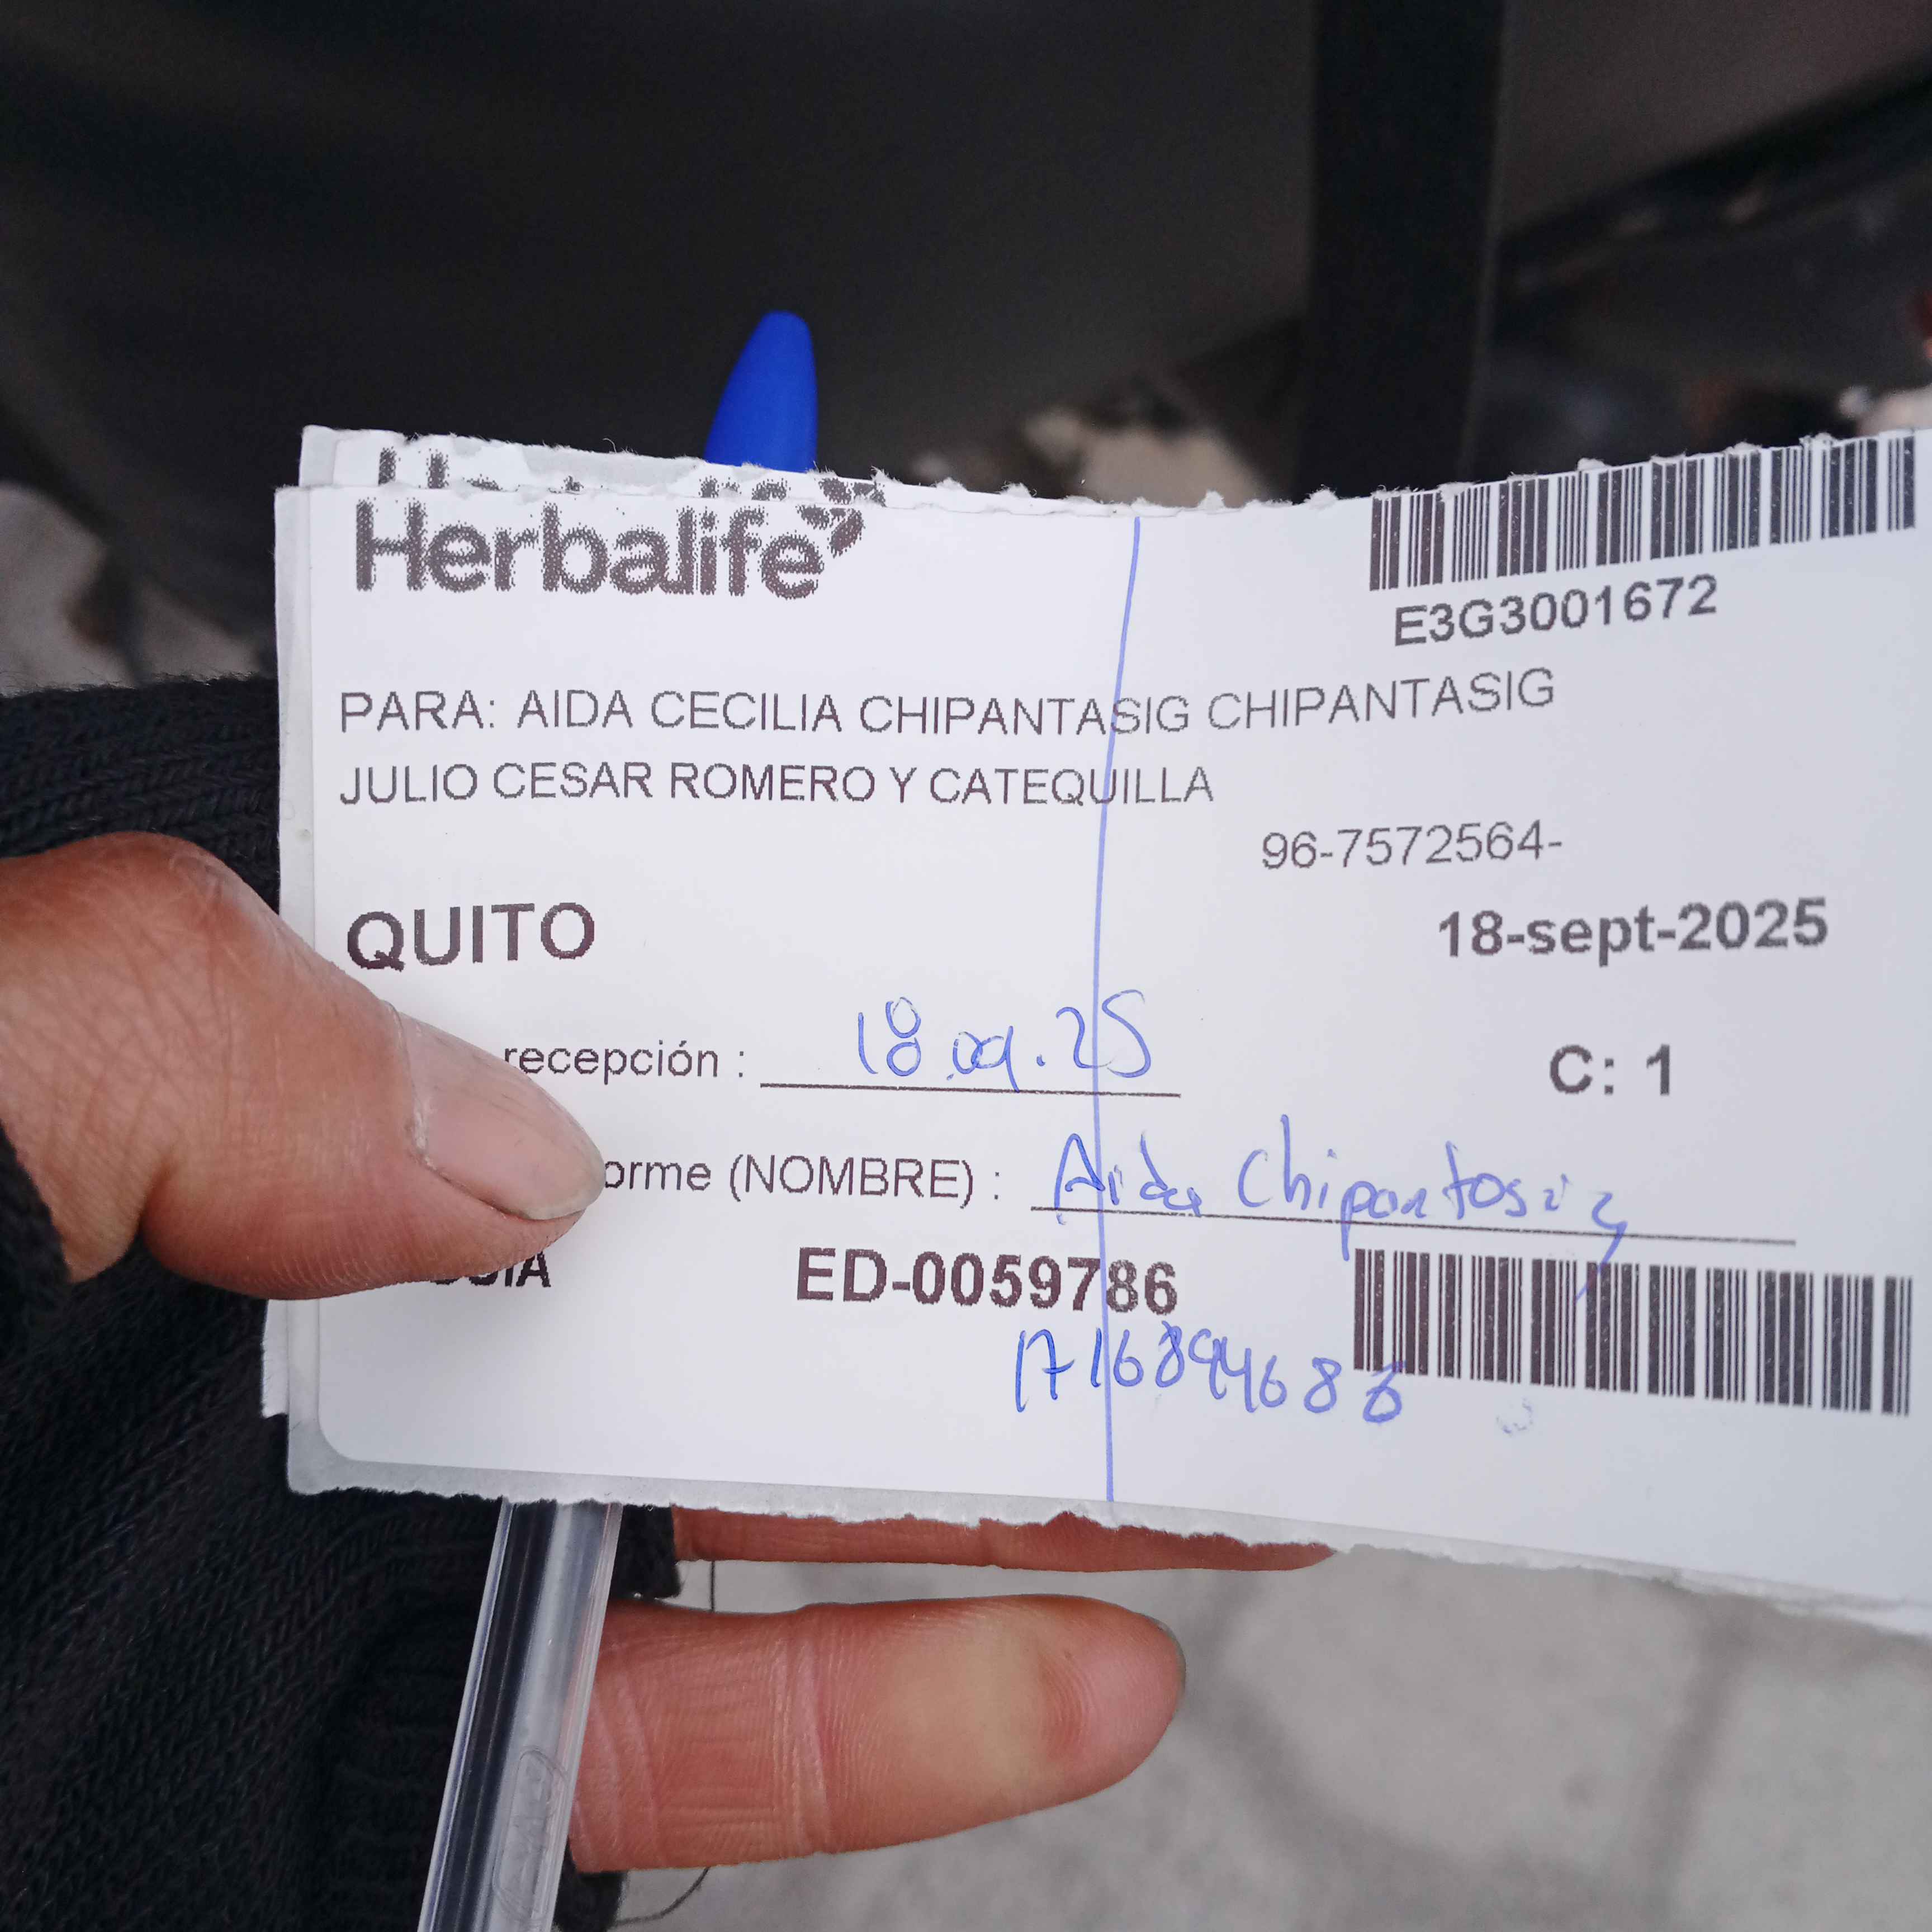 Herbalife
E3G3001672
PARA: AIDA CECILIA CHIPANTASIG CHIPANTASIG
JULIO CESAR ROMERO Y CATEQUILLA
96-7572564-
QUITO
18-sept-2025
recepción : 18.09.25
C: 1
orme (NOMBRE) : Aida Chipantasig
ED-0059786